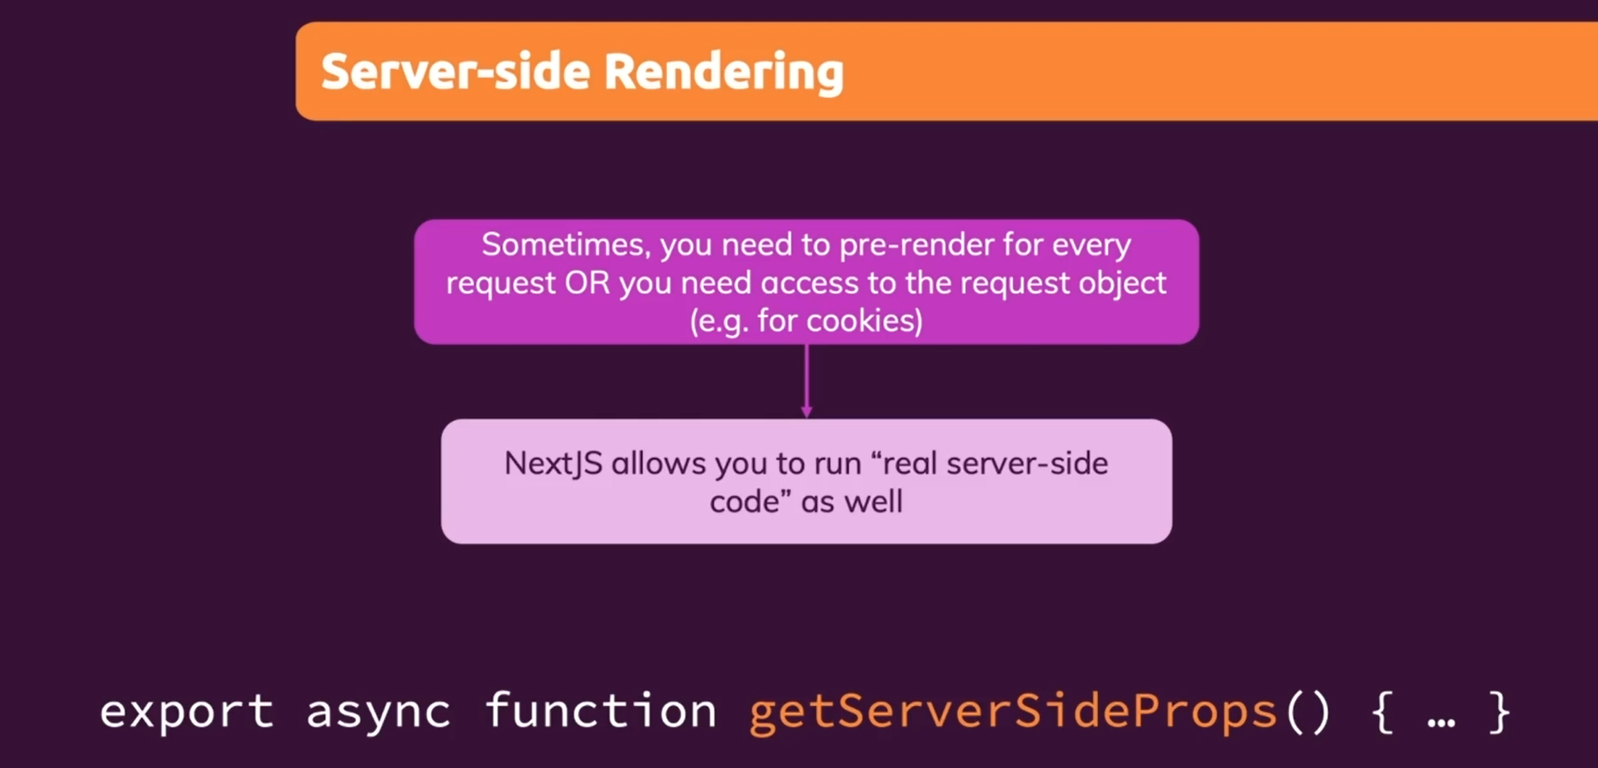 Server-side Rendering
Sometimes, you need to pre-render for every
request OR you need access to the request object
(e.g. for cookies)
NextJS allows you to run “real server-side
code” as well
export async function getServerSideProps() { … }